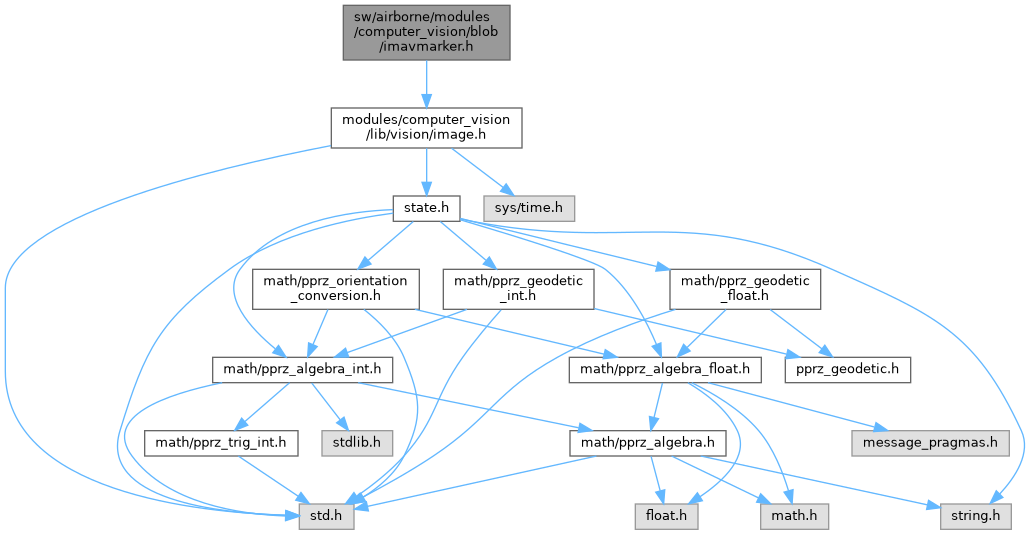 sw/airborne/modules
/computer_vision/blob
/imavmarker.h
modules/computer_vision
/lib/vision/image.h
state.h
sys/time.h
math/pprz_orientation
_conversion.h
math/pprz_geodetic
_int.h
math/pprz_geodetic
_float.h
math/pprz_algebra_int.h
math/pprz_algebra_float.h
pprz_geodetic.h
math/pprz_trig_int.h
stdlib.h
math/pprz_algebra.h
message_pragmas.h
std.h
float.h
math.h
string.h